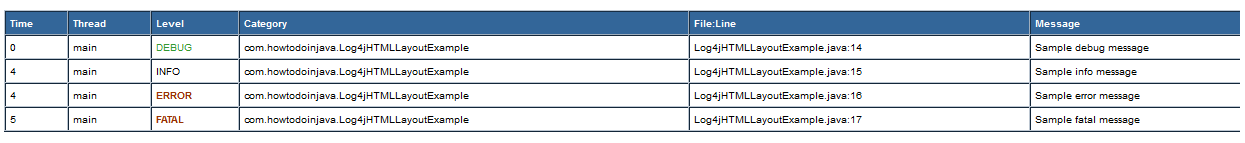 Time Thread Level Category File:Line Message
0 main DEBUG com.howtodoinjava.Log4jHTMLLayoutExample Log4jHTMLLayoutExample.java:14 Sample debug message
4 main INFO com.howtodoinjava.Log4jHTMLLayoutExample Log4jHTMLLayoutExample.java:15 Sample info message
4 main ERROR com.howtodoinjava.Log4jHTMLLayoutExample Log4jHTMLLayoutExample.java:16 Sample error message
5 main FATAL com.howtodoinjava.Log4jHTMLLayoutExample Log4jHTMLLayoutExample.java:17 Sample fatal message